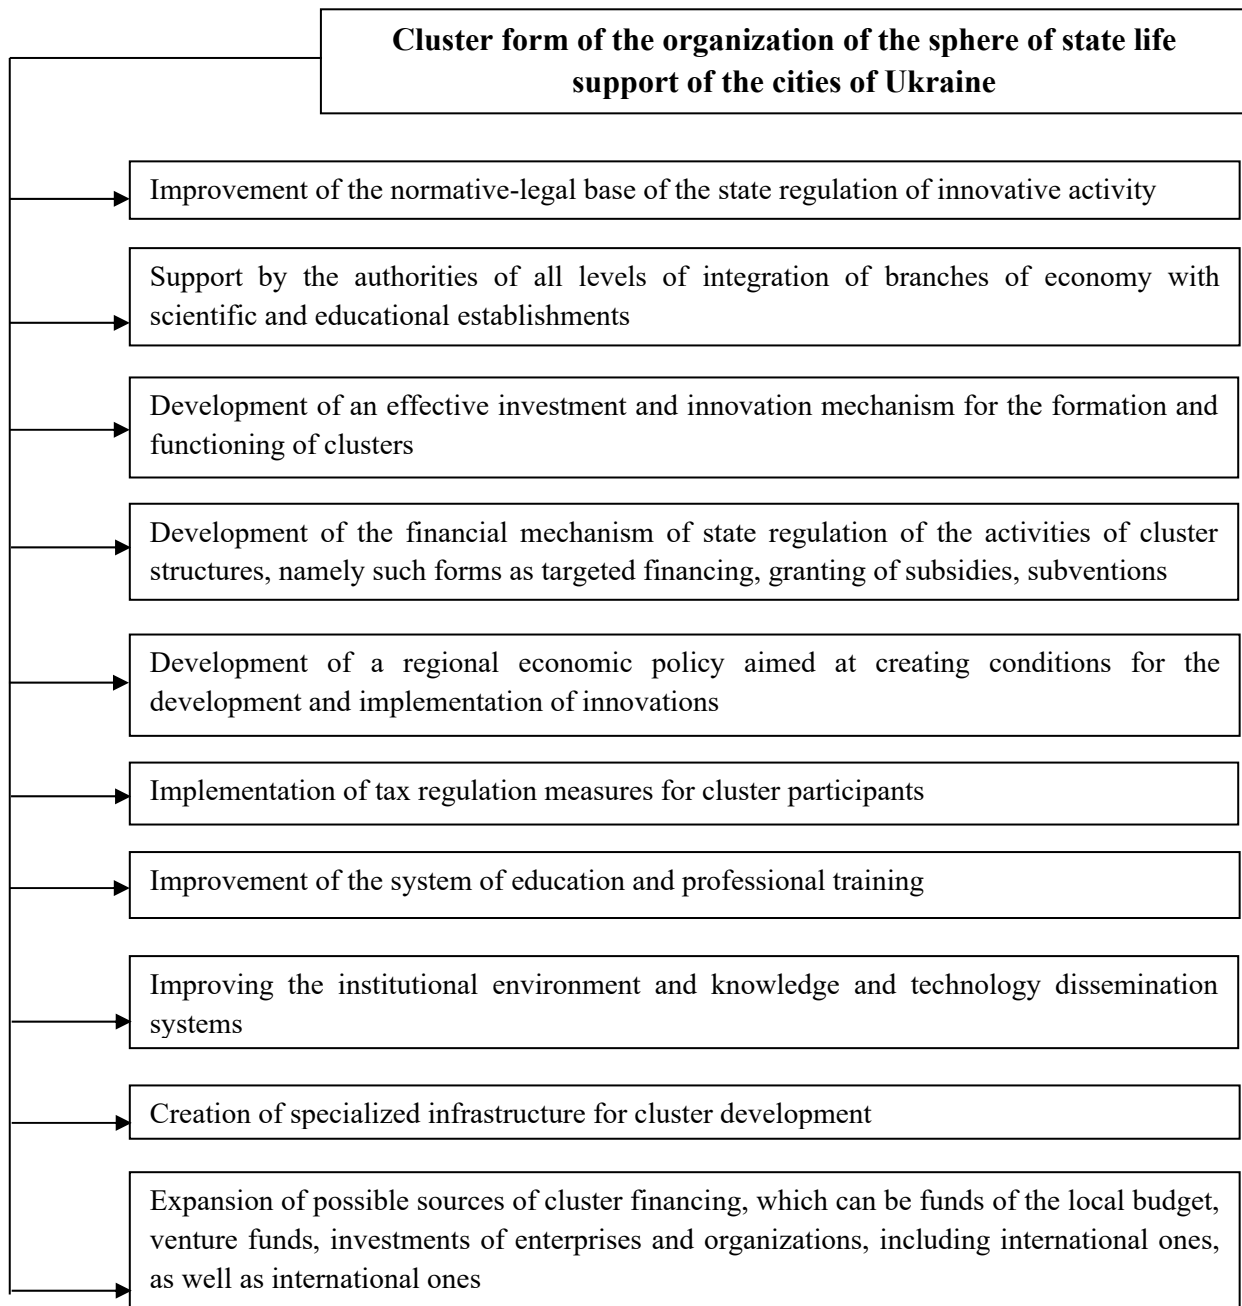 Cluster form of the organization of the sphere of state life
support of the cities of Ukraine
Improvement of the normative-legal base of the state regulation of innovative activity
Support by the authorities of all levels of integration of branches of economy with
scientific and educational establishments
Development of an effective investment and innovation mechanism for the formation and
functioning of clusters
Development of the financial mechanism of state regulation of the activities of cluster
structures, namely such forms as targeted financing, granting of subsidies, subventions
Development of a regional economic policy aimed at creating conditions for the
development and implementation of innovations
Implementation of tax regulation measures for cluster participants
Improvement of the system of education and professional training
Improving the institutional environment and knowledge and technology dissemination
systems
Creation of specialized infrastructure for cluster development
Expansion of possible sources of cluster financing, which can be funds of the local budget,
venture funds, investments of enterprises and organizations, including international ones,
as well as international ones